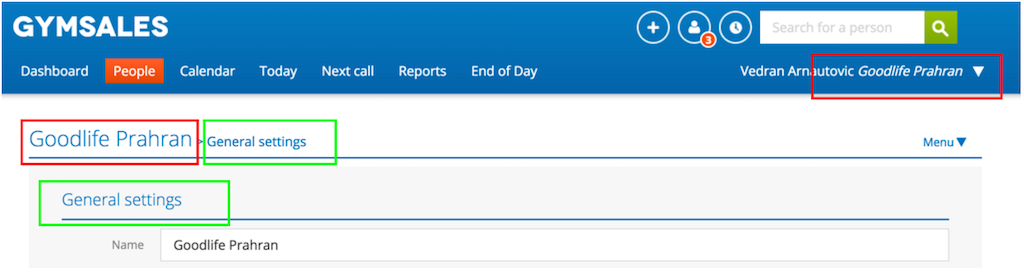 GYMSALES
3
Search for a person
Dashboard People Calendar Today Next call Reports End of Day Vedran Arnautovic Goodlife Prahran ▼
Goodlife Prahran > General settings Menu ▼
General settings
Name Goodlife Prahran